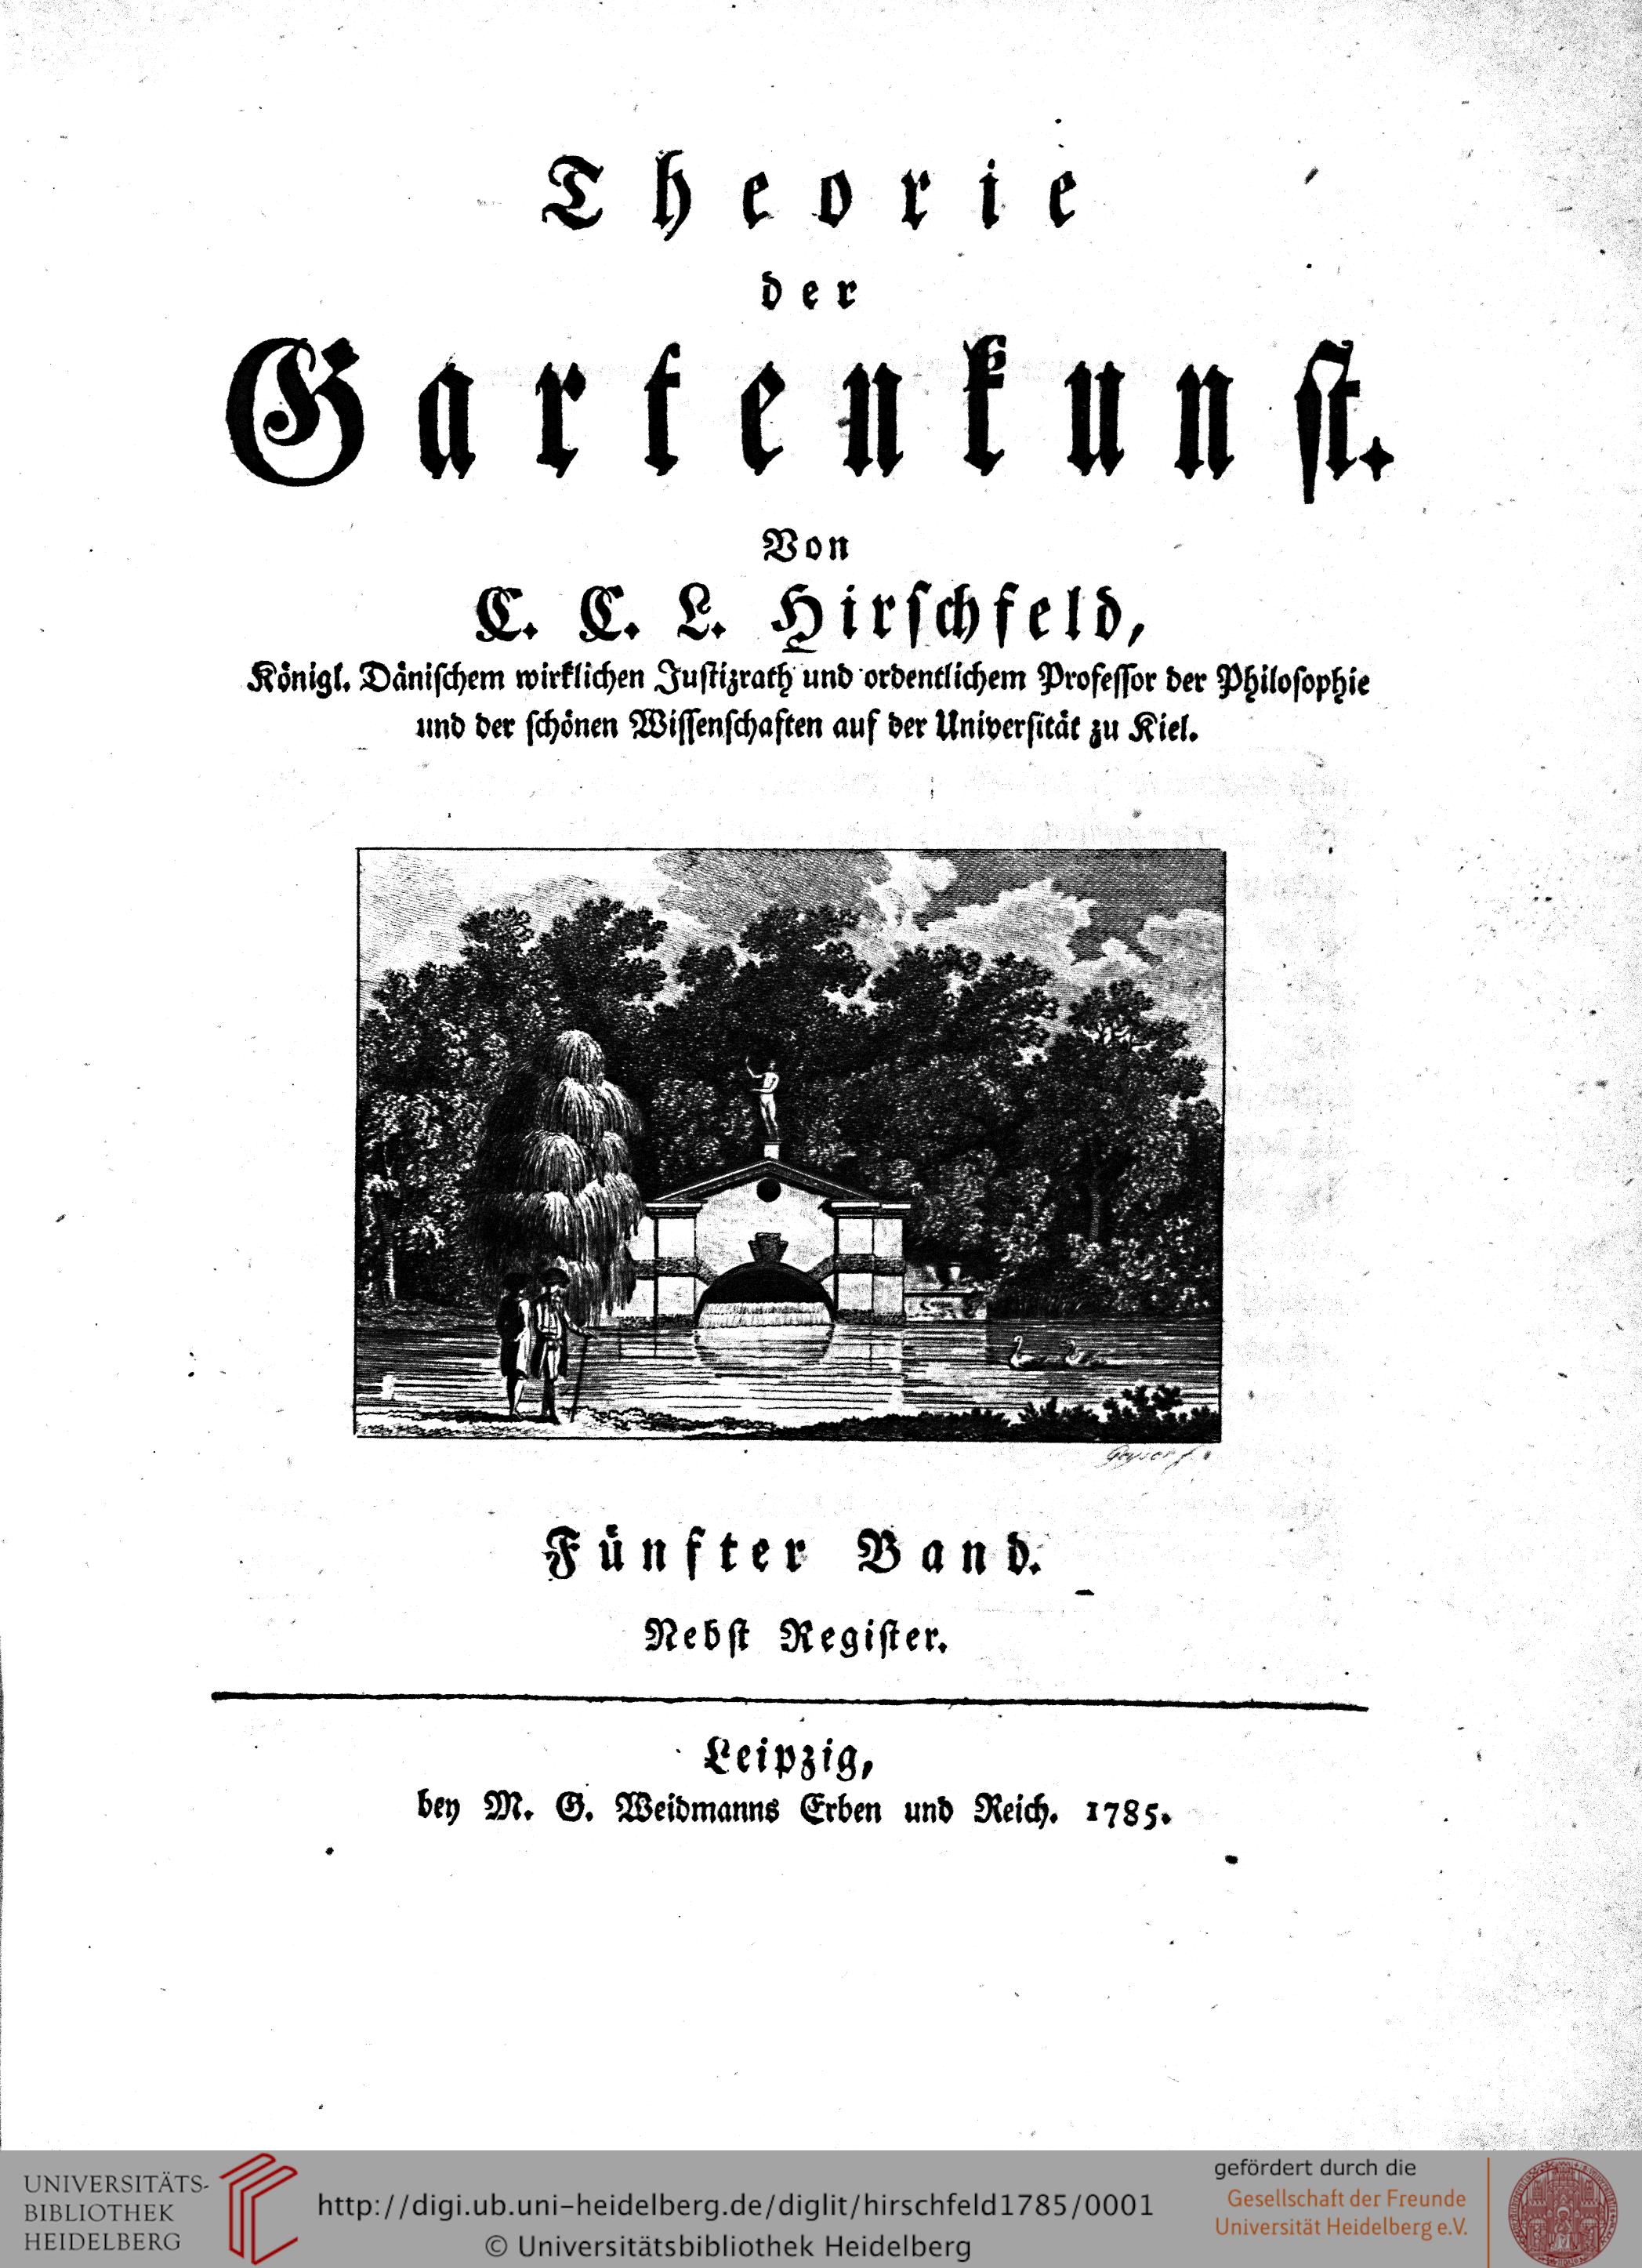 Theorie
der
Gartenkunſt.
Von
C. C. L. Hirſchfeld,
Königl. Däniſchem wirklichen Juſtizrath und ordentlichem Profeſſor der Philoſophie
und der ſchönen Wiſſenſchaften auf der Univerſität zu Kiel.
Geyser f.
Fünfter Band.
Nebſt Regiſter.
Leipzig,
bey M. G. Weidmanns Erben und Reich. 1785.
UNIVERSITÄTS-
BIBLIOTHEK
HEIDELBERG
http://digi.ub.uni-heidelberg.de/diglit/hirschfeld1785/0001
© Universitätsbibliothek Heidelberg
gefördert durch die
Gesellschaft der Freunde
Universität Heidelberg e.V.